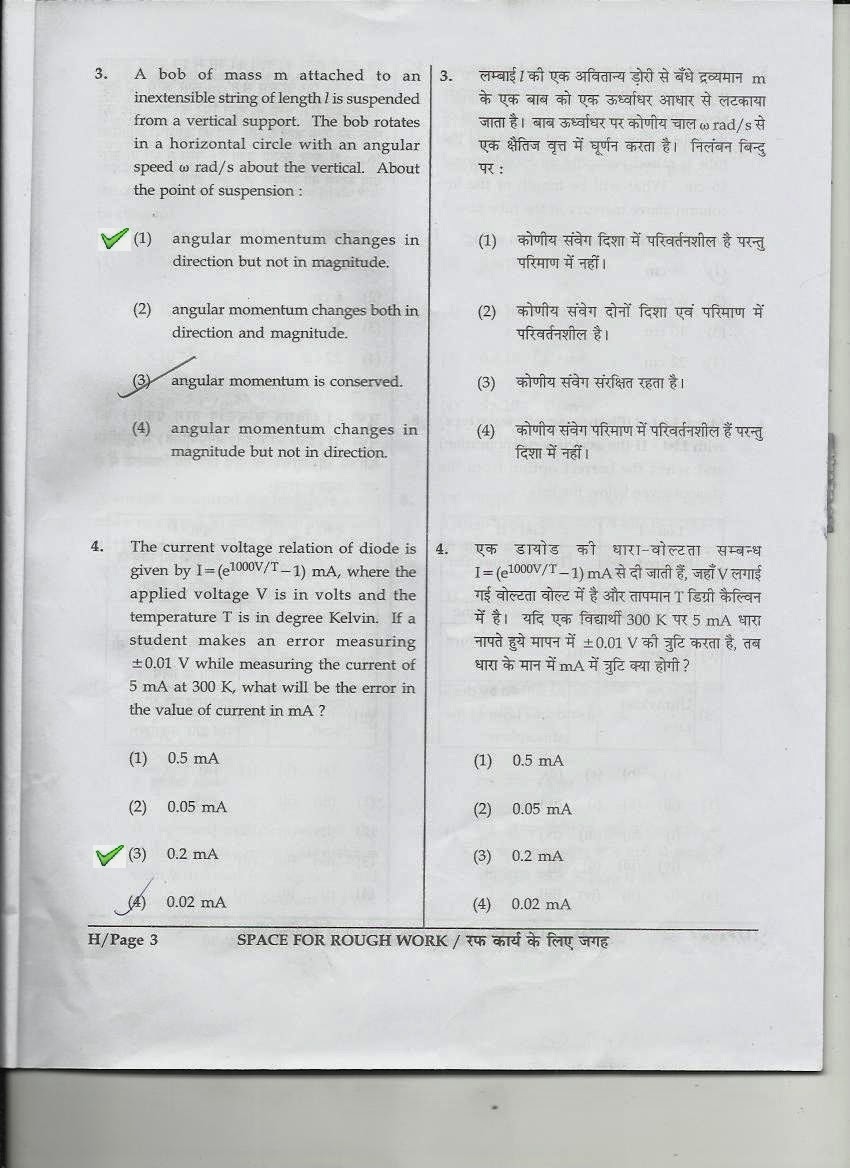 3. A bob of mass m attached to an
inextensible string of length l is suspended
from a vertical support. The bob rotates
in a horizontal circle with an angular
speed ω rad/s about the vertical. About
the point of suspension :
(1) angular momentum changes in
direction but not in magnitude.
(2) angular momentum changes both in
direction and magnitude.
(3) angular momentum is conserved.
(4) angular momentum changes in
magnitude but not in direction.
4. The current voltage relation of diode is
given by I=(e^1000V/T −1) mA, where the
applied voltage V is in volts and the
temperature T is in degree Kelvin. If a
student makes an error measuring
±0.01 V while measuring the current of
5 mA at 300 K, what will be the error in
the value of current in mA ?
(1) 0.5 mA
(2) 0.05 mA
(3) 0.2 mA
(4) 0.02 mA
3. लम्बाई l की एक अवितान्य डोरी से बँधे द्रव्यमान m
के एक बाब को एक ऊर्ध्वाधर आधार से लटकाया
जाता है। बाब ऊर्ध्वाधर पर कोणीय चाल ω rad/s से
एक क्षैतिज वृत्त में घूर्णन करता है। निलंबन बिन्दु
पर :
(1) कोणीय संवेग दिशा में परिवर्तनशील है परन्तु
परिमाण में नहीं।
(2) कोणीय संवेग दोनों दिशा एवं परिमाण में
परिवर्तनशील है।
(3) कोणीय संवेग संरक्षित रहता है।
(4) कोणीय संवेग परिमाण में परिवर्तनशील हैं परन्तु
दिशा में नहीं।
4. एक डायोड की धारा-वोल्टता सम्बन्ध
I=(e^1000V/T −1) mA से दी जाती हैं, जहाँ V लगाई
गई वोल्टता वोल्ट में है और तापमान T डिग्री कैल्विन
में है। यदि एक विद्यार्थी 300 K पर 5 mA धारा
नापते हुये मापन में ±0.01 V की त्रुटि करता है, तब
धारा के मान में mA में त्रुटि क्या होगी ?
(1) 0.5 mA
(2) 0.05 mA
(3) 0.2 mA
(4) 0.02 mA
H/Page 3 SPACE FOR ROUGH WORK / रफ कार्य के लिए जगह